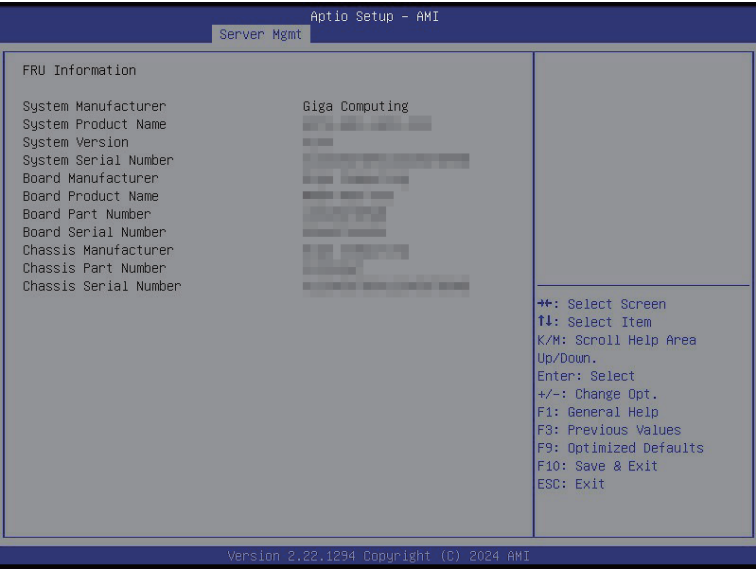 Aptio Setup – AMI
Server Mgmt
FRU Information
System Manufacturer Giga Computing
System Product Name
System Version
System Serial Number
Board Manufacturer
Board Product Name
Board Part Number
Board Serial Number
Chassis Manufacturer
Chassis Part Number
Chassis Serial Number
→←: Select Screen
↑↓: Select Item
K/M: Scroll Help Area
Up/Down.
Enter: Select
+/-: Change Opt.
F1: General Help
F3: Previous Values
F9: Optimized Defaults
F10: Save & Exit
ESC: Exit
Version 2.22.1294 Copyright (C) 2024 AMI